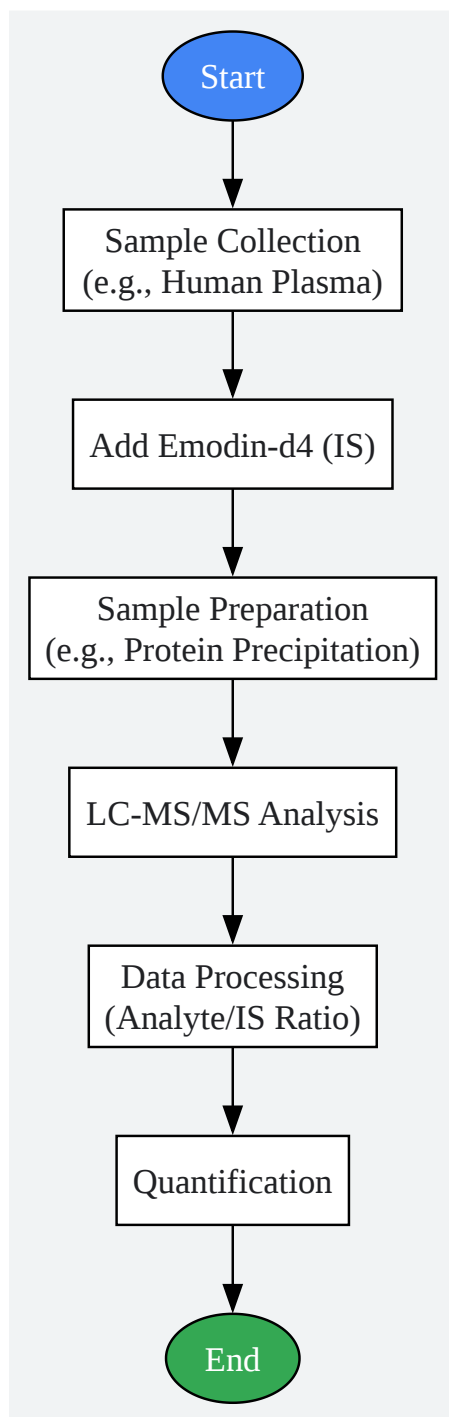 Start
Sample Collection
(e.g., Human Plasma)
Add Emodin-d4 (IS)
Sample Preparation
(e.g., Protein Precipitation)
LC-MS/MS Analysis
Data Processing
(Analyte/IS Ratio)
Quantification
End